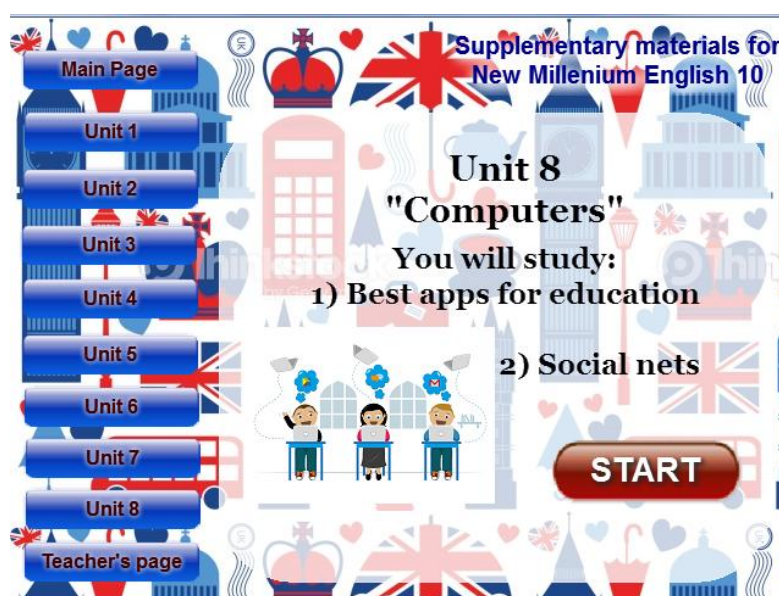 Supplementary materials for
New Millenium English 10
Main Page
Unit 1
Unit 2
Unit 3
Unit 4
Unit 5
Unit 6
Unit 7
Unit 8
Teacher's page
Unit 8
"Computers"
You will study:
1) Best apps for education
2) Social nets
START
UK